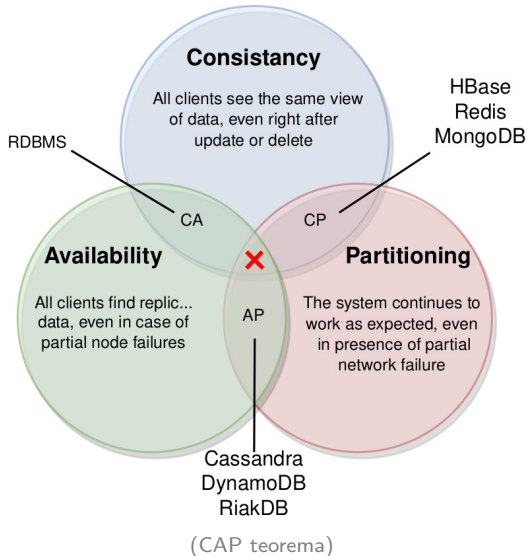 Consistancy
All clients see the same view
of data, even right after
update or delete
HBase
Redis
MongoDB
RDBMS
CA
CP
Availability
All clients find replic...
data, even in case of
partial node failures
Partitioning
The system continues to
work as expected, even
in presence of partial
network failure
AP
Cassandra
DynamoDB
RiakDB
(CAP teorema)